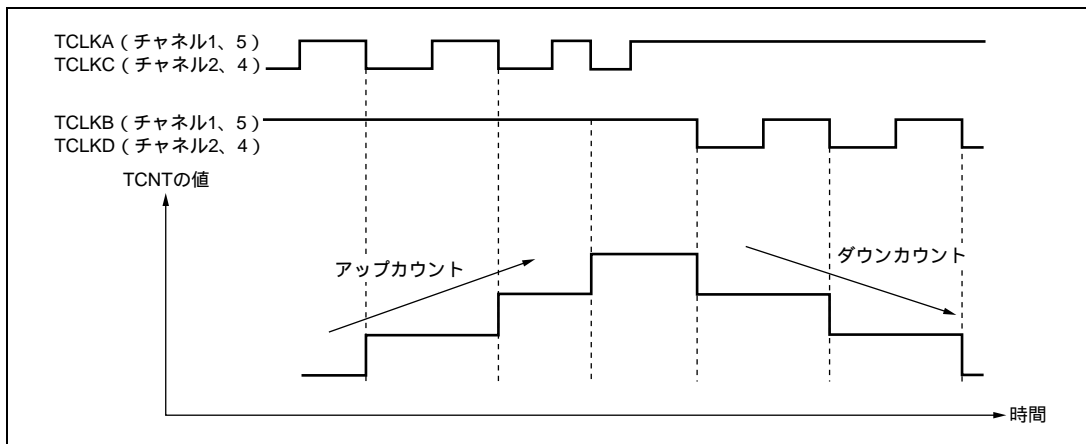 TCLKA(チャネル1、5)
TCLKC(チャネル2、4)
TCLKB(チャネル1、5)
TCLKD(チャネル2、4)
TCNTの値
アップカウント
ダウンカウント
時間